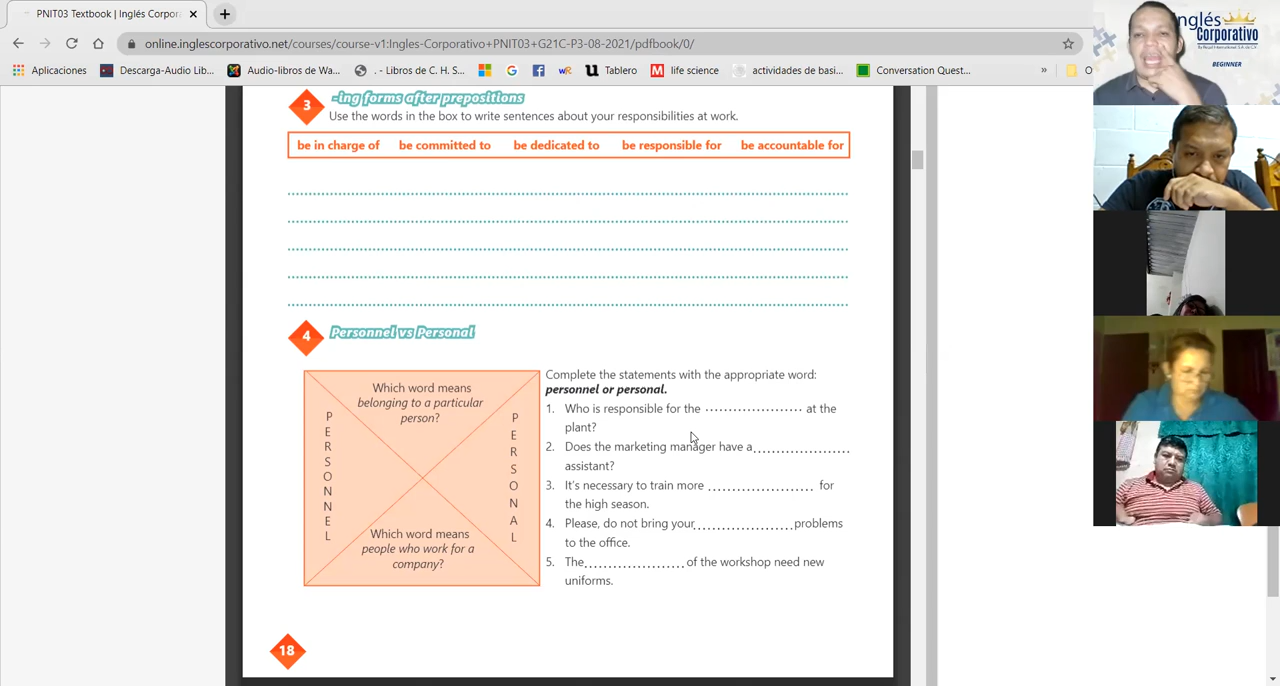 PNIT03 Textbook | Inglés Corpor
online.inglescorporativo.net/courses/course-v1:Ingles-Corporativo+PNIT03+G21C-P3-08-2021/pdfbook/0/
Aplicaciones Descarga-Audio Lib... Audio-libros de Wa... . - Libros de C. H. S... Tablero life science actividades de basi... Conversation Quest... » O
Inglés
Corporativo
BEGINNER
3 -ing forms after prepositions
Use the words in the box to write sentences about your responsibilities at work.
be in charge of be committed to be dedicated to be responsible for be accountable for
4 Personnel vs Personal
Which word means
belonging to a particular
person?
PERSONNEL
PERSONAL
Which word means
people who work for a
company?
Complete the statements with the appropriate word:
personnel or personal.
1. Who is responsible for the .................... at the
plant?
2. Does the marketing manager have a....................
assistant?
3. It's necessary to train more ...................... for
the high season.
4. Please, do not bring your....................problems
to the office.
5. The.....................of the workshop need new
uniforms.
18